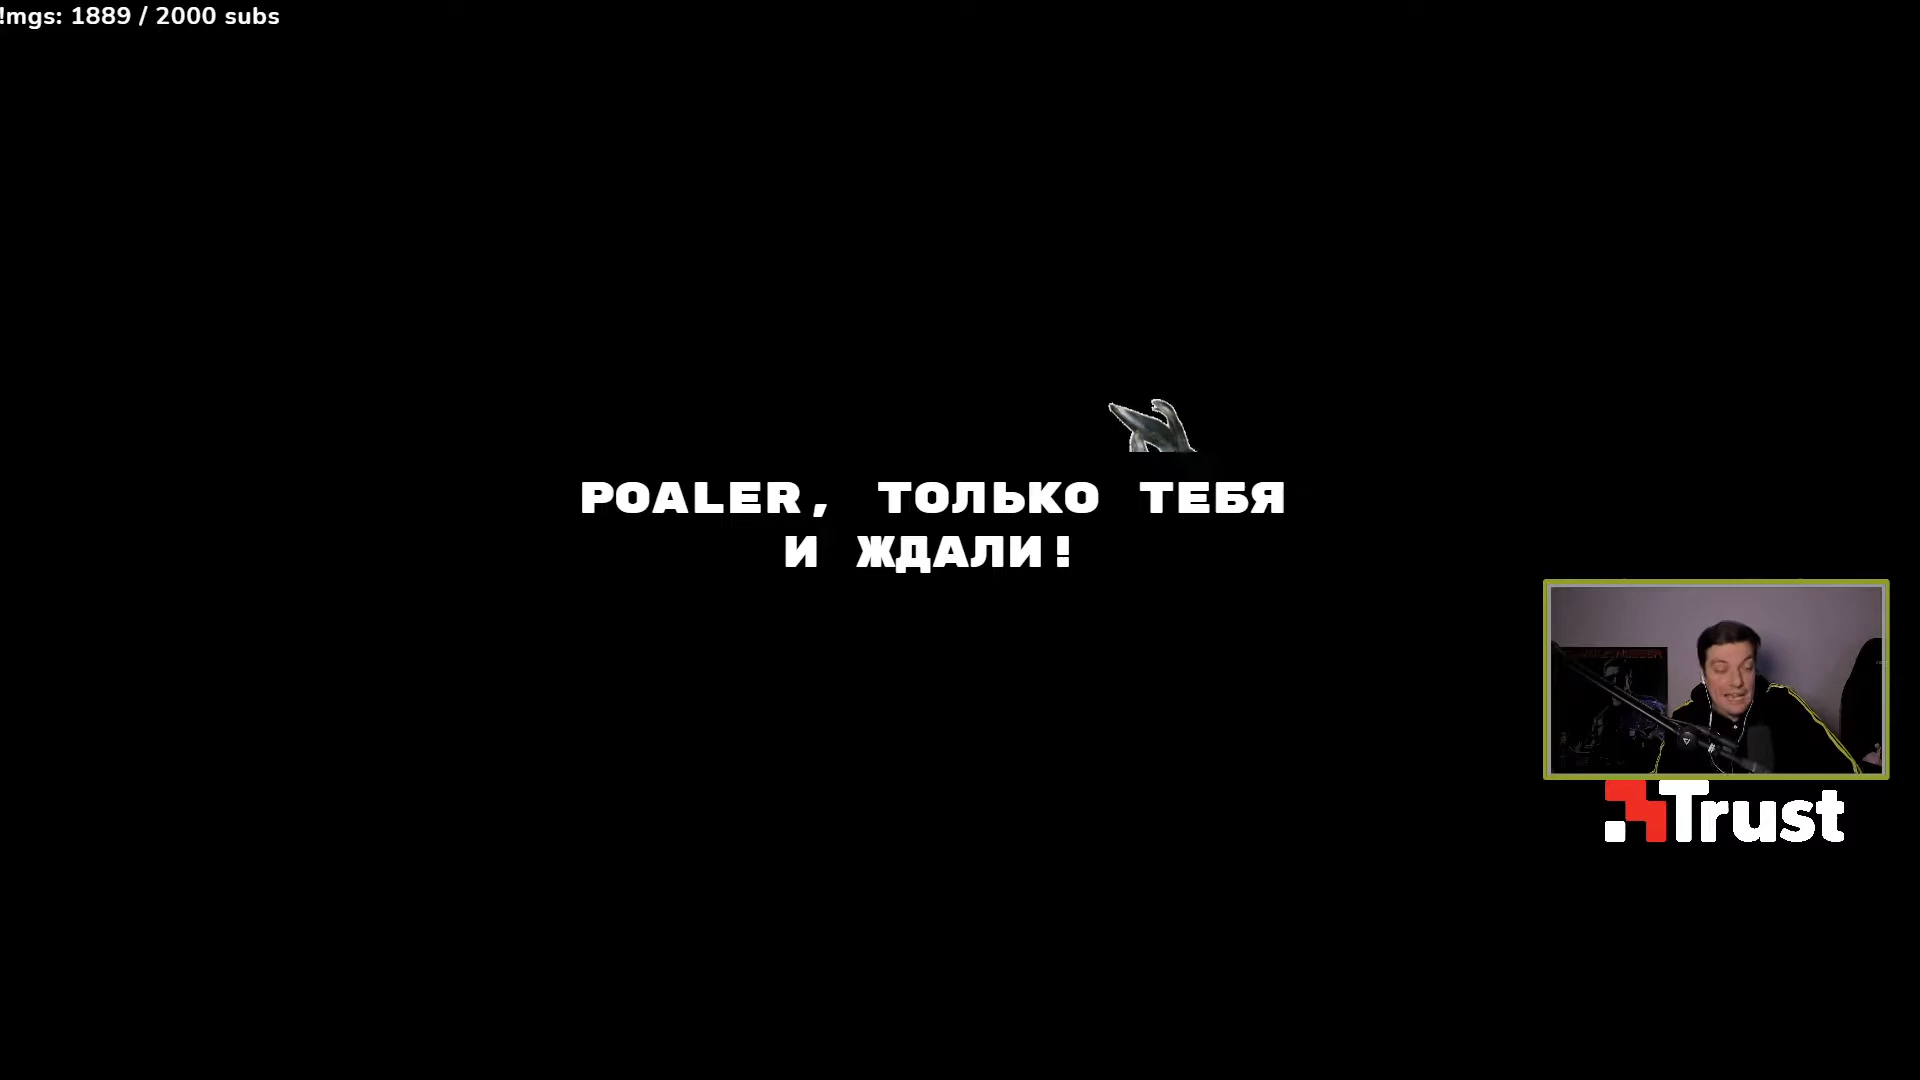 !mgs: 1889 / 2000 subs
POALER, ТОЛЬКО ТЕБЯ
И ЖДАЛИ!
Trust